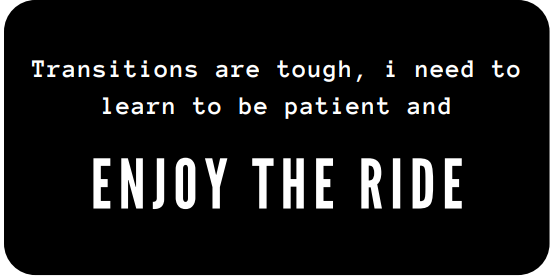 Transitions are tough, i need to
learn to be patient and
ENJOY THE RIDE